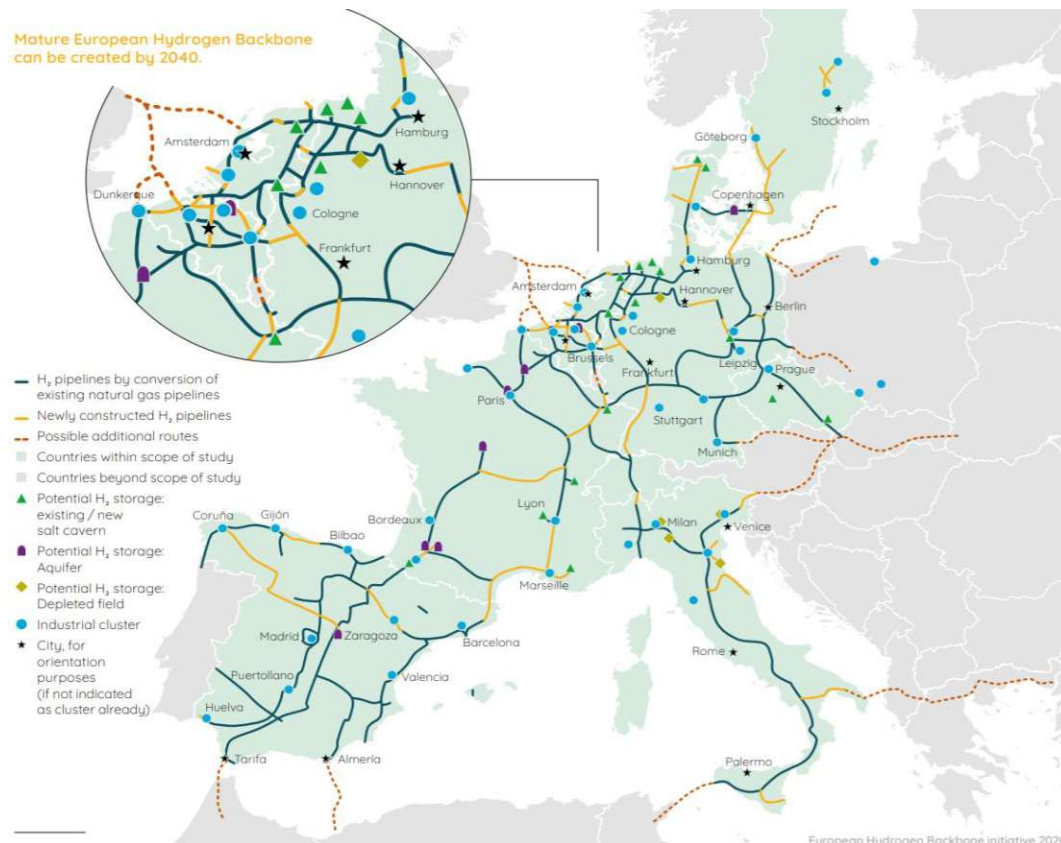 Mature European Hydrogen Backbone
can be created by 2040.
Amsterdam
Hamburg
Hannover
Dunkerque
Cologne
Frankfurt
H₂ pipelines by conversion of
existing natural gas pipelines
Newly constructed H₂ pipelines
Possible additional routes
Countries within scope of study
Countries beyond scope of study
Potential H₂ storage:
existing / new
salt cavern
Potential H₂ storage:
Aquifer
Potential H₂ storage:
Depleted field
Industrial cluster
City, for
orientation
purposes
(if not indicated
as cluster already)
Stockholm
Göteborg
Copenhagen
Hamburg
Amsterdam
Hannover
Berlin
Cologne
Brussels
Leipzig
Frankfurt
Prague
Paris
Stuttgart
Munich
Lyon
Milan
Venice
Bordeaux
Coruña
Gijón
Bilbao
Marseille
Madrid
Zaragoza
Barcelona
Rome
Puertollano
Valencia
Huelva
Tarifa
Almería
Palermo
European Hydrogen Backbone initiative 2020